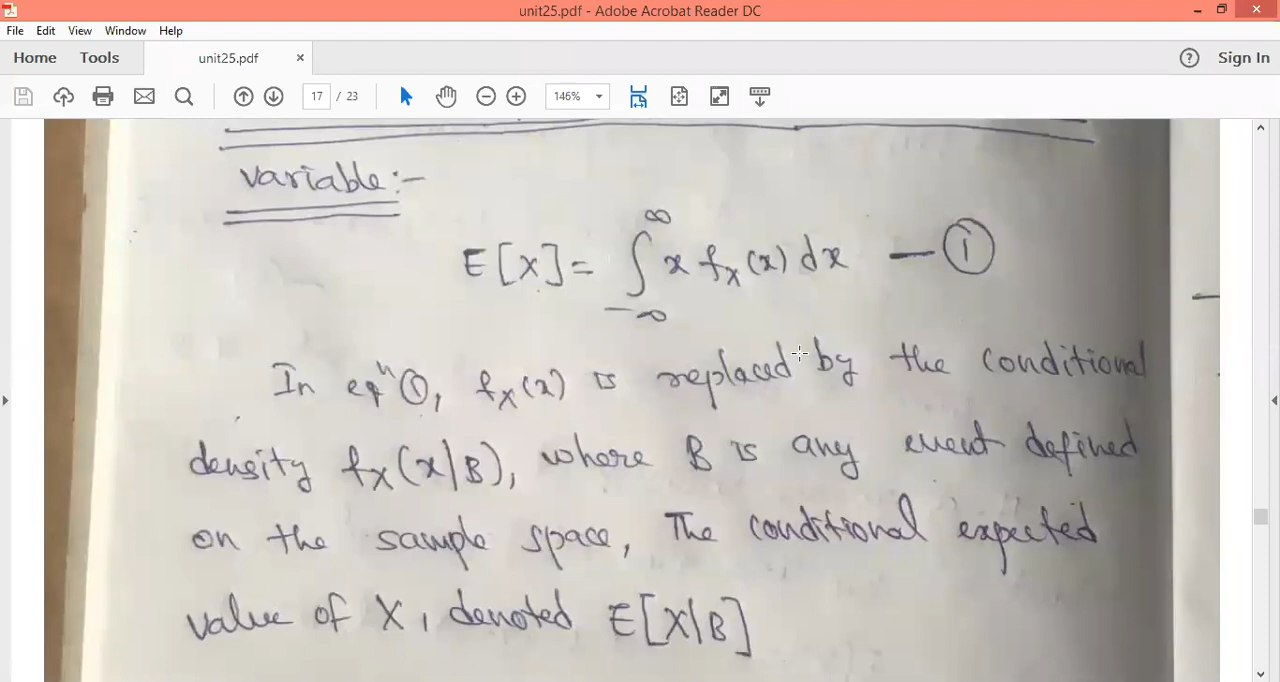 unit25.pdf - Adobe Acrobat Reader DC
File Edit View Window Help
Home Tools unit25.pdf × Sign In
17 / 23 146%
variable:-
E[X] = ∫_{-∞}^{∞} x f_X(x) dx — ①
In eqⁿ ①, f_X(x) is replaced by the conditional
density f_X(x|B), where B is any event defined
on the sample space, The conditional expected
value of X, denoted E[X|B]